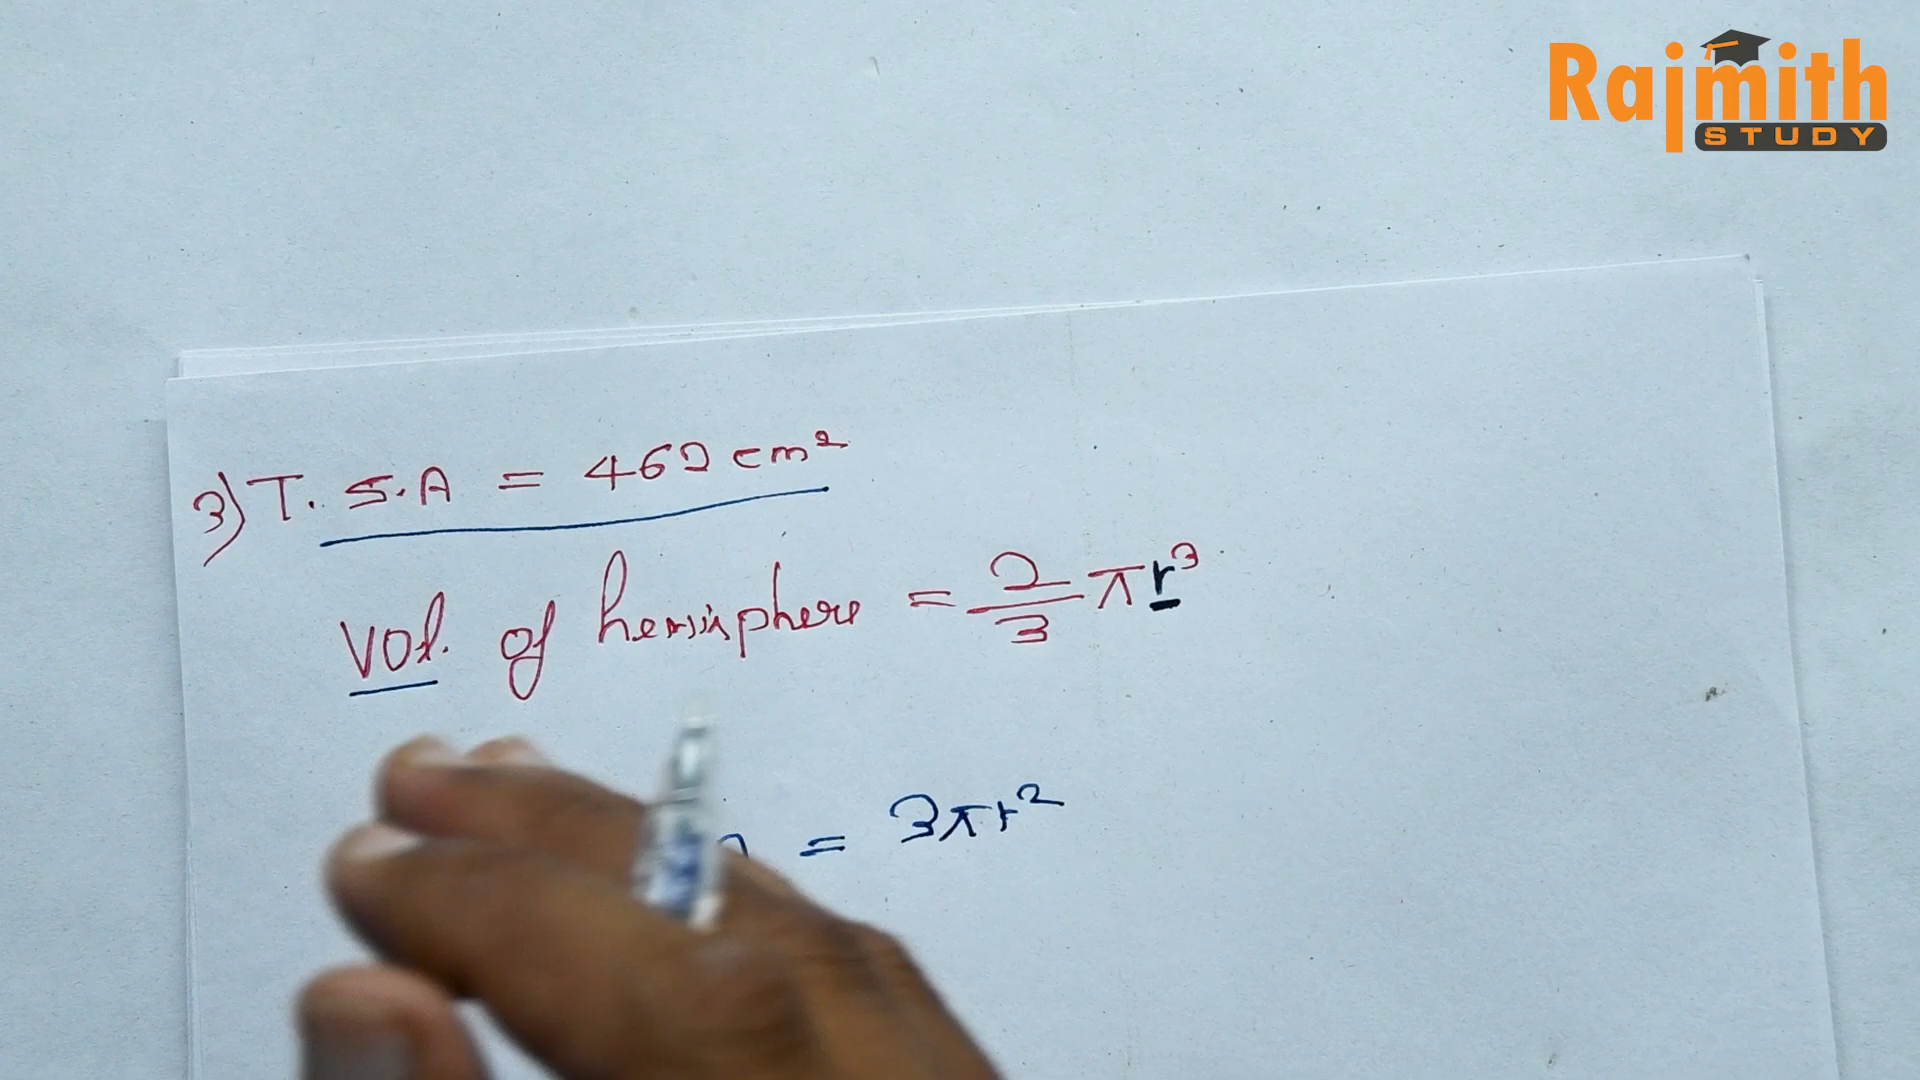 Rajmith
STUDY
3) T. S.A = 462 cm²
Vol. of hemisphere = 2/3 πr³
= 3πr²